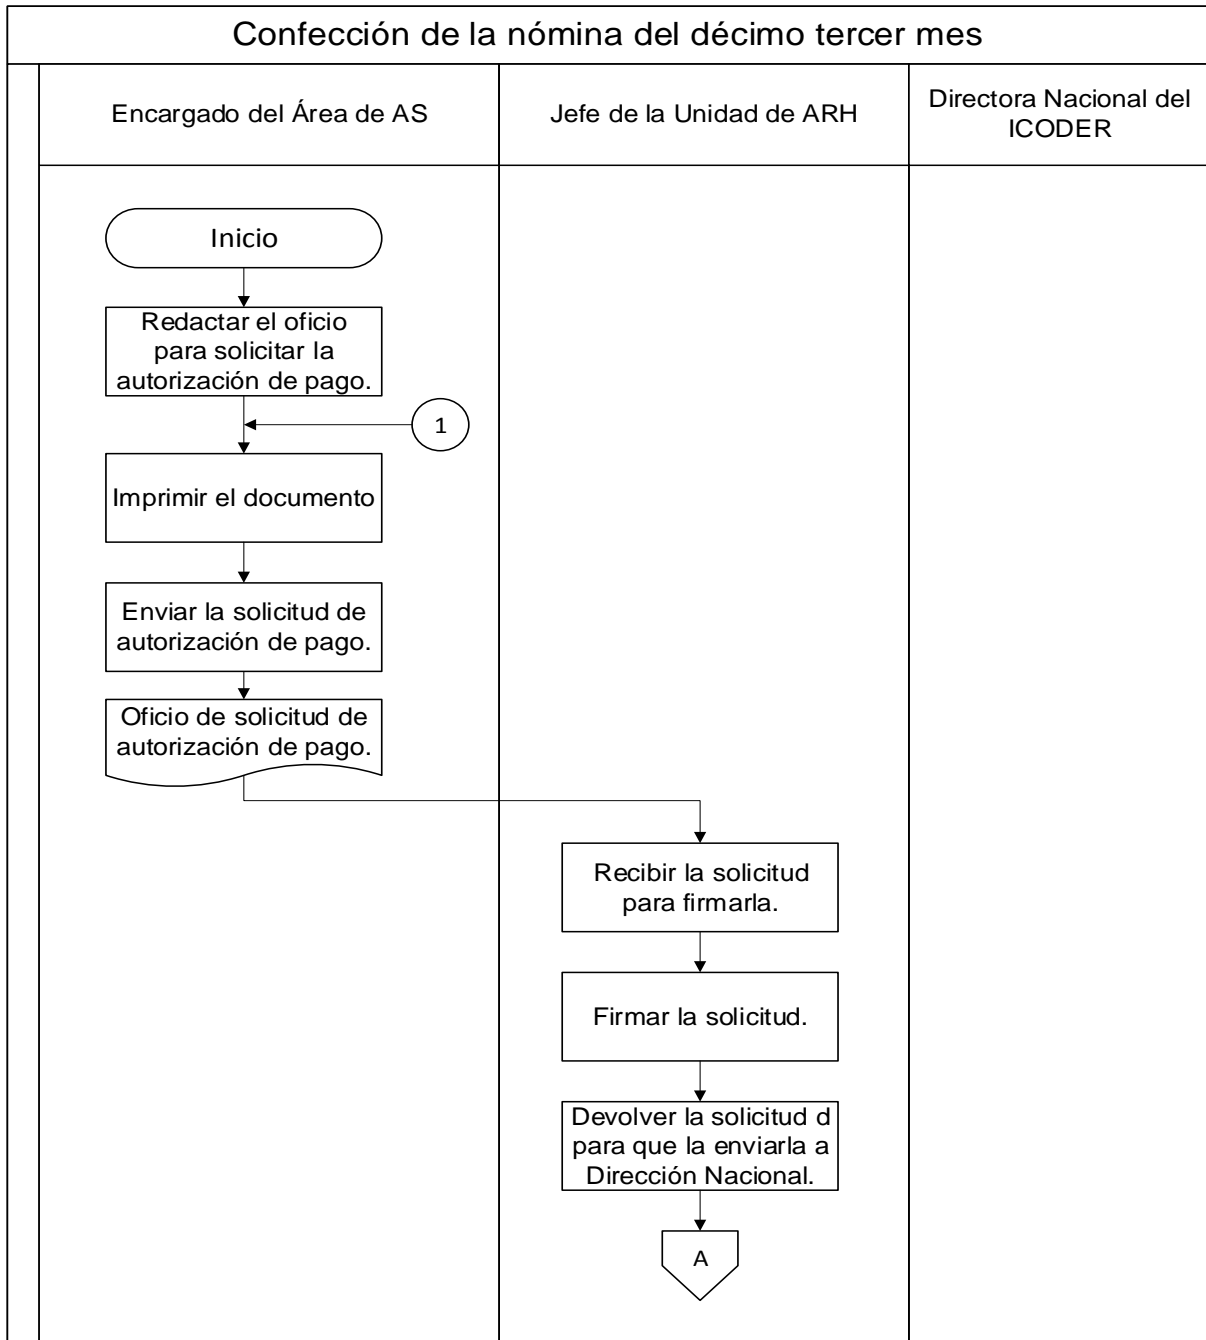 Confección de la nómina del décimo tercer mes
Encargado del Área de AS
Jefe de la Unidad de ARH
Directora Nacional del
ICODER
Inicio
Redactar el oficio
para solicitar la
autorización de pago.
1
Imprimir el documento
Enviar la solicitud de
autorización de pago.
Oficio de solicitud de
autorización de pago.
Recibir la solicitud
para firmarla.
Firmar la solicitud.
Devolver la solicitud d
para que la enviarla a
Dirección Nacional.
A